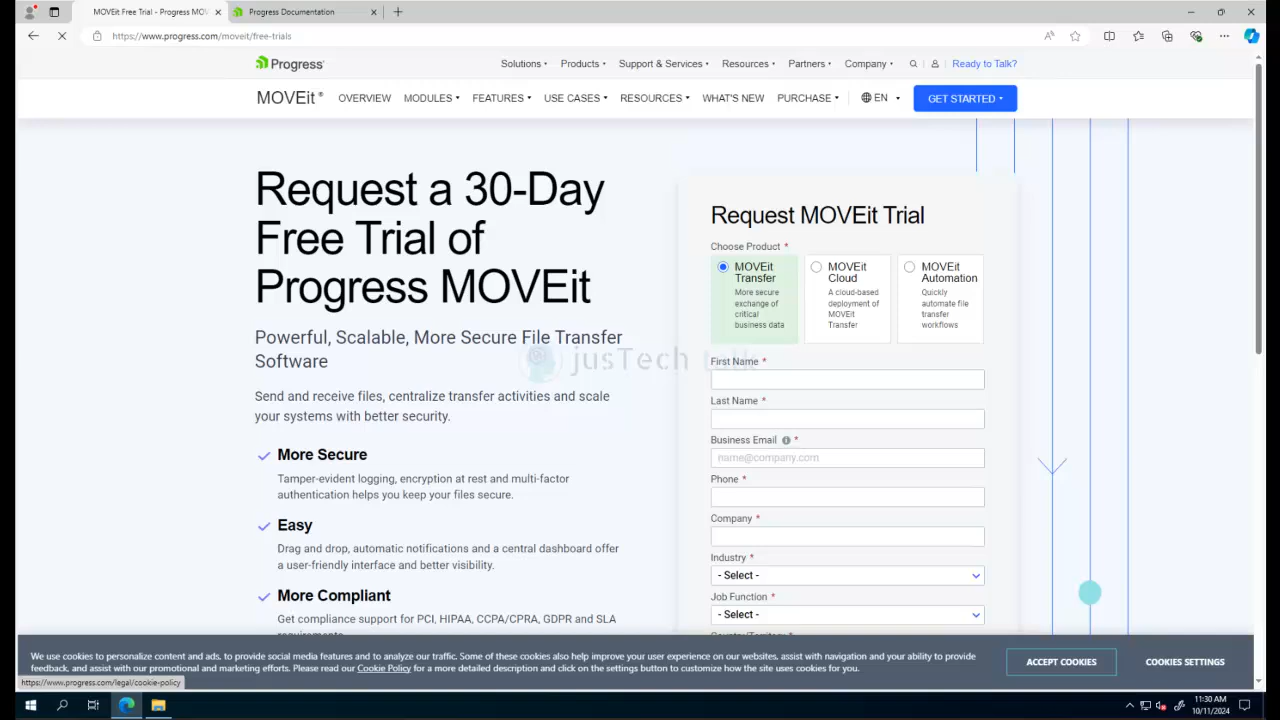 MOVEit Free Trial - Progress MOV
Progress Documentation
https://www.progress.com/moveit/free-trials
Progress
Solutions
Products
Support & Services
Resources
Partners
Company
Ready to Talk?
MOVEit ®
OVERVIEW
MODULES
FEATURES
USE CASES
RESOURCES
WHAT'S NEW
PURCHASE
EN
GET STARTED
Request a 30-Day
Free Trial of
Progress MOVEit
Powerful, Scalable, More Secure File Transfer
Software
Send and receive files, centralize transfer activities and scale
your systems with better security.
More Secure
Tamper-evident logging, encryption at rest and multi-factor
authentication helps you keep your files secure.
Easy
Drag and drop, automatic notifications and a central dashboard offer
a user-friendly interface and better visibility.
More Compliant
Get compliance support for PCI, HIPAA, CCPA/CPRA, GDPR and SLA
requirements.
Request MOVEit Trial
Choose Product *
MOVEit
Transfer
More secure
exchange of
critical
business data
MOVEit
Cloud
A cloud-based
deployment of
MOVEit
Transfer
MOVEit
Automation
Quickly
automate file
transfer
workflows
First Name *
Last Name *
Business Email *
name@company.com
Phone *
Company *
Industry *
- Select -
Job Function *
- Select -
Country/Territory *
jusTech talk
We use cookies to personalize content and ads, to provide social media features and to analyze our traffic. Some of these cookies also help improve your user experience on our websites, assist with navigation and your ability to provide
feedback, and assist with our promotional and marketing efforts. Please read our Cookie Policy for a more detailed description and click on the settings button to customize how the site uses cookies for you.
ACCEPT COOKIES
COOKIES SETTINGS
https://www.progress.com/legal/cookie-policy
11:30 AM
10/11/2024